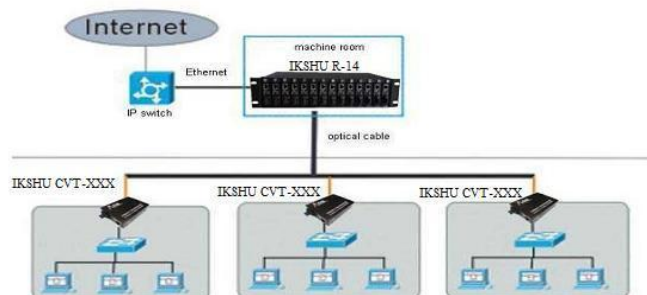 Internet
machine room
IKSHU R-14
Ethernet
IP switch
optical cable
IKSHU CVT-XXX
IKSHU CVT-XXX
IKSHU CVT-XXX